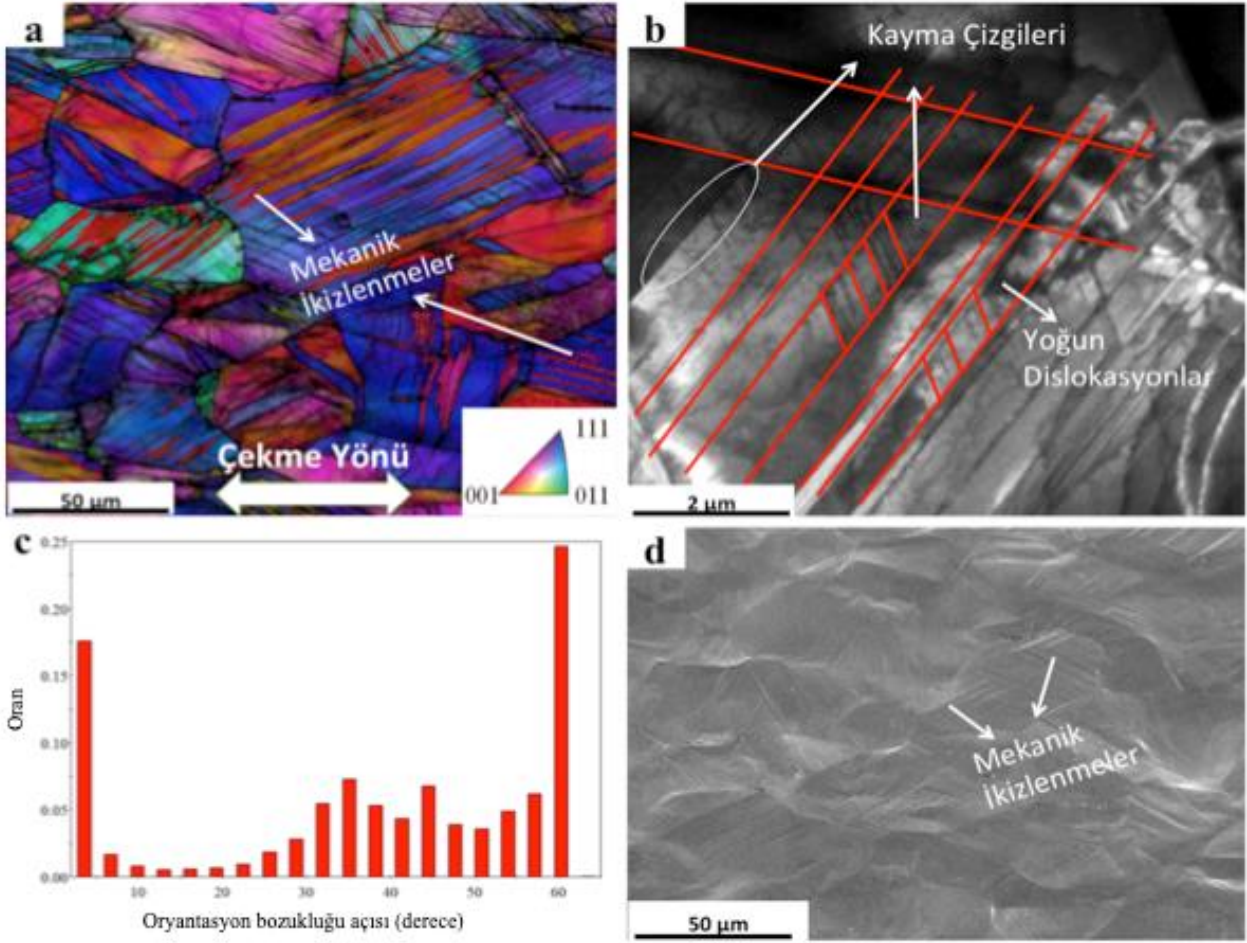 a
Mekanik
İkizlenmeler
Çekme Yönü
50 µm
111
001
011
b
Kayma Çizgileri
Yoğun
Dislokasyonlar
2 µm
c
0.25
0.20
0.15
0.10
0.05
0.00
Oran
10
20
30
40
50
60
Oryantasyon bozukluğu açısı (derece)
d
Mekanik
İkizlenmeler
50 µm